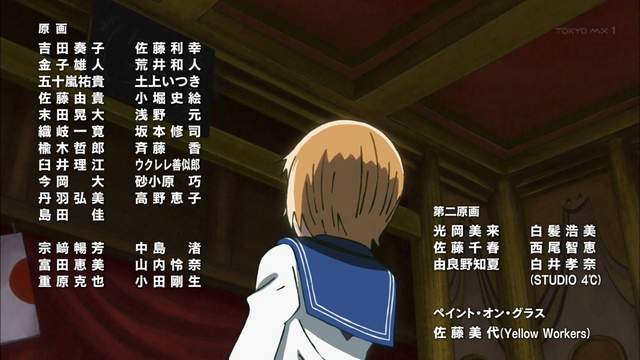 TOKYO MX 1
原画
吉田奏子 佐藤利幸
金子雄人 荒井和人
五十嵐祐貴 土上いつき
佐藤由貴 小堀史絵
末田晃大 浅野元
織岐一寛 坂本修司
楡木哲郎 斉藤香
臼井理江 ウクレレ善似郎
今岡大 砂小原巧
丹羽弘美 高野恵子
島田佳
宗﨑暢芳 中島渚
富田恵美 山内怜奈
重原克也 小田剛生
第二原画
光岡美来 白髪浩美
佐藤千春 西尾智恵
由良野知夏 白井孝奈
(STUDIO 4℃)
ペイント・オン・グラス
佐藤美代(Yellow Workers)